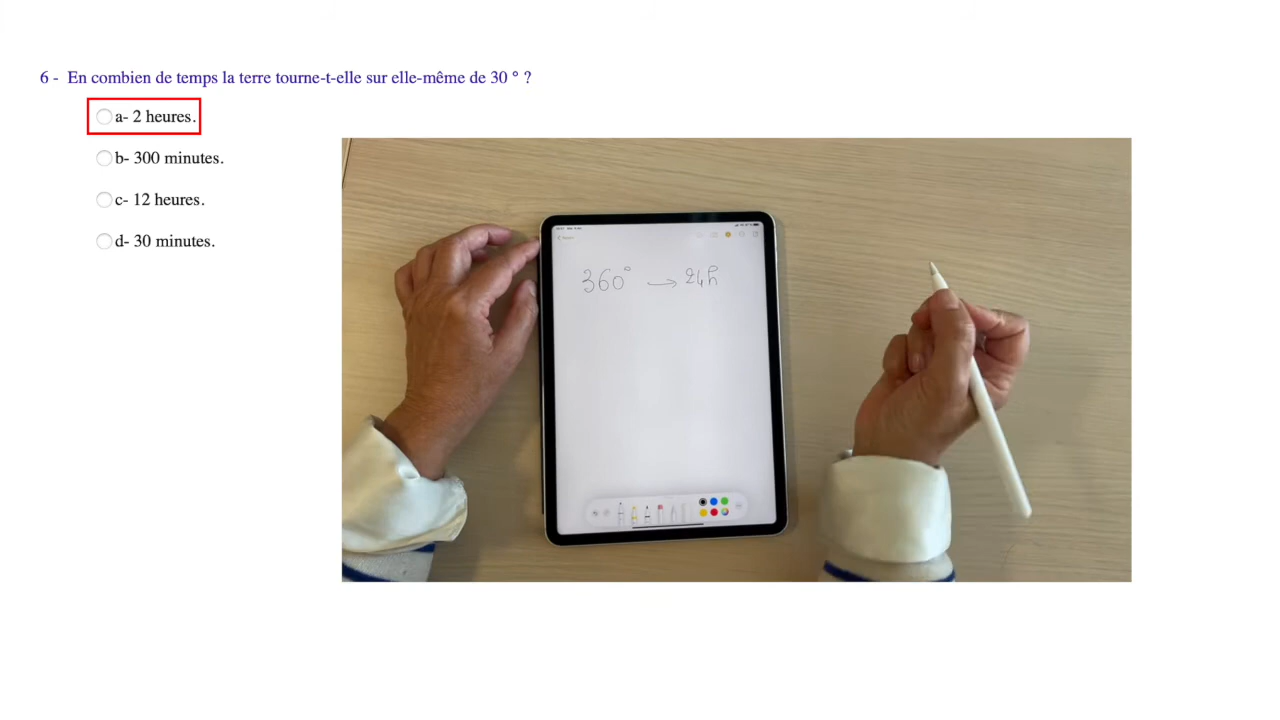 6 - En combien de temps la terre tourne-t-elle sur elle-même de 30 ° ?
a- 2 heures.
b- 300 minutes.
c- 12 heures.
d- 30 minutes.
360° → 24h